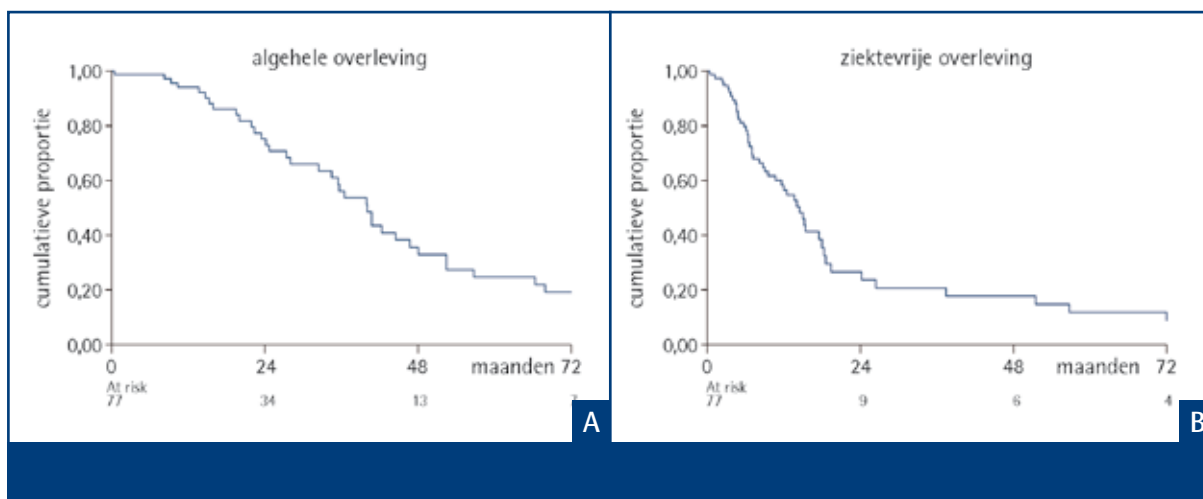 algehele overleving
cumulatieve proportie
1,00
0,80
0,60
0,40
0,20
0,00
0 24 48 maanden 72
At risk
77 34 13
A
ziektevrije overleving
cumulatieve proportie
1,00
0,80
0,60
0,40
0,20
0,00
0 24 48 maanden 72
At risk
77 9 6 4
B